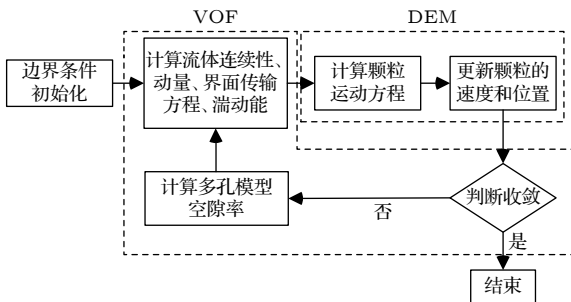 VOF
DEM
边界条件
初始化
计算流体连续性、
动量、界面传输
方程、湍动能
计算颗粒
运动方程
更新颗粒的
速度和位置
计算多孔模型
空隙率
否
判断收敛
是
结束